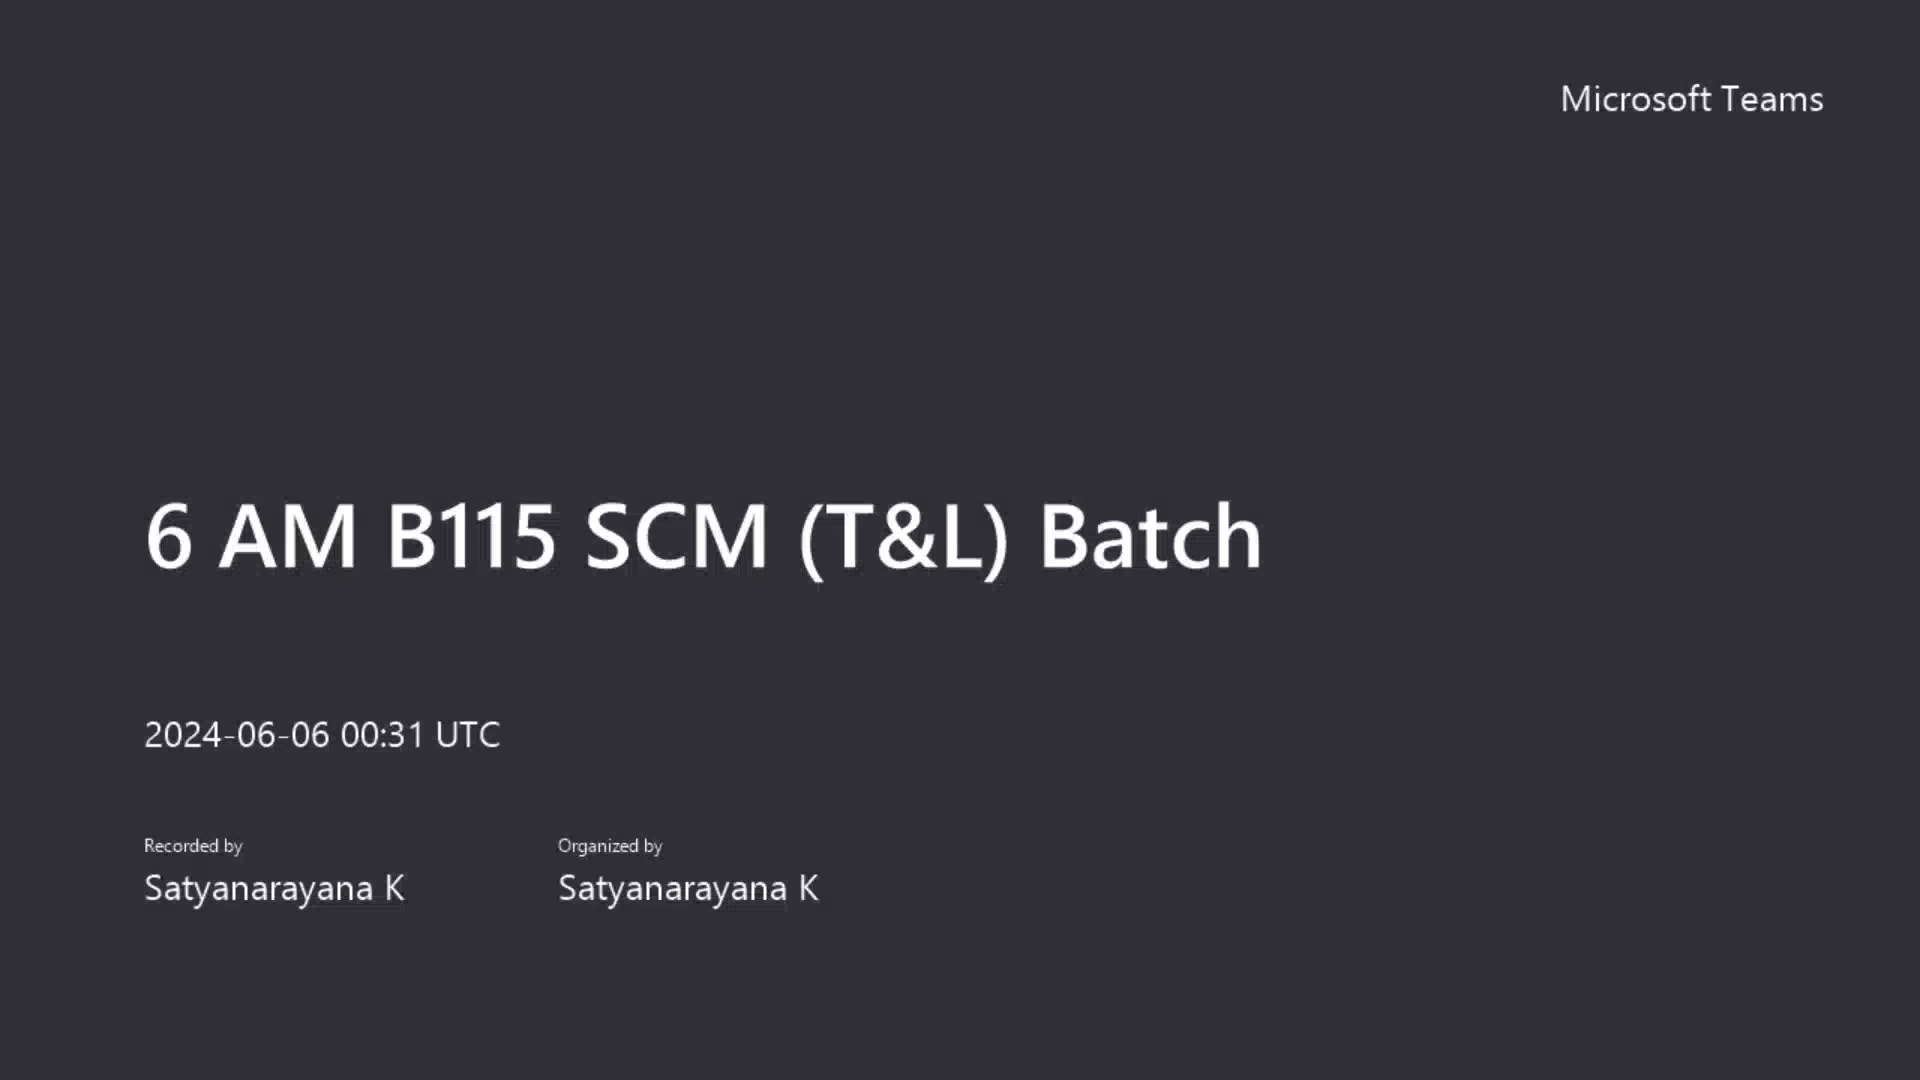 Microsoft Teams
6 AM B115 SCM (T&L) Batch
2024-06-06 00:31 UTC
Recorded by
Satyanarayana K
Organized by
Satyanarayana K